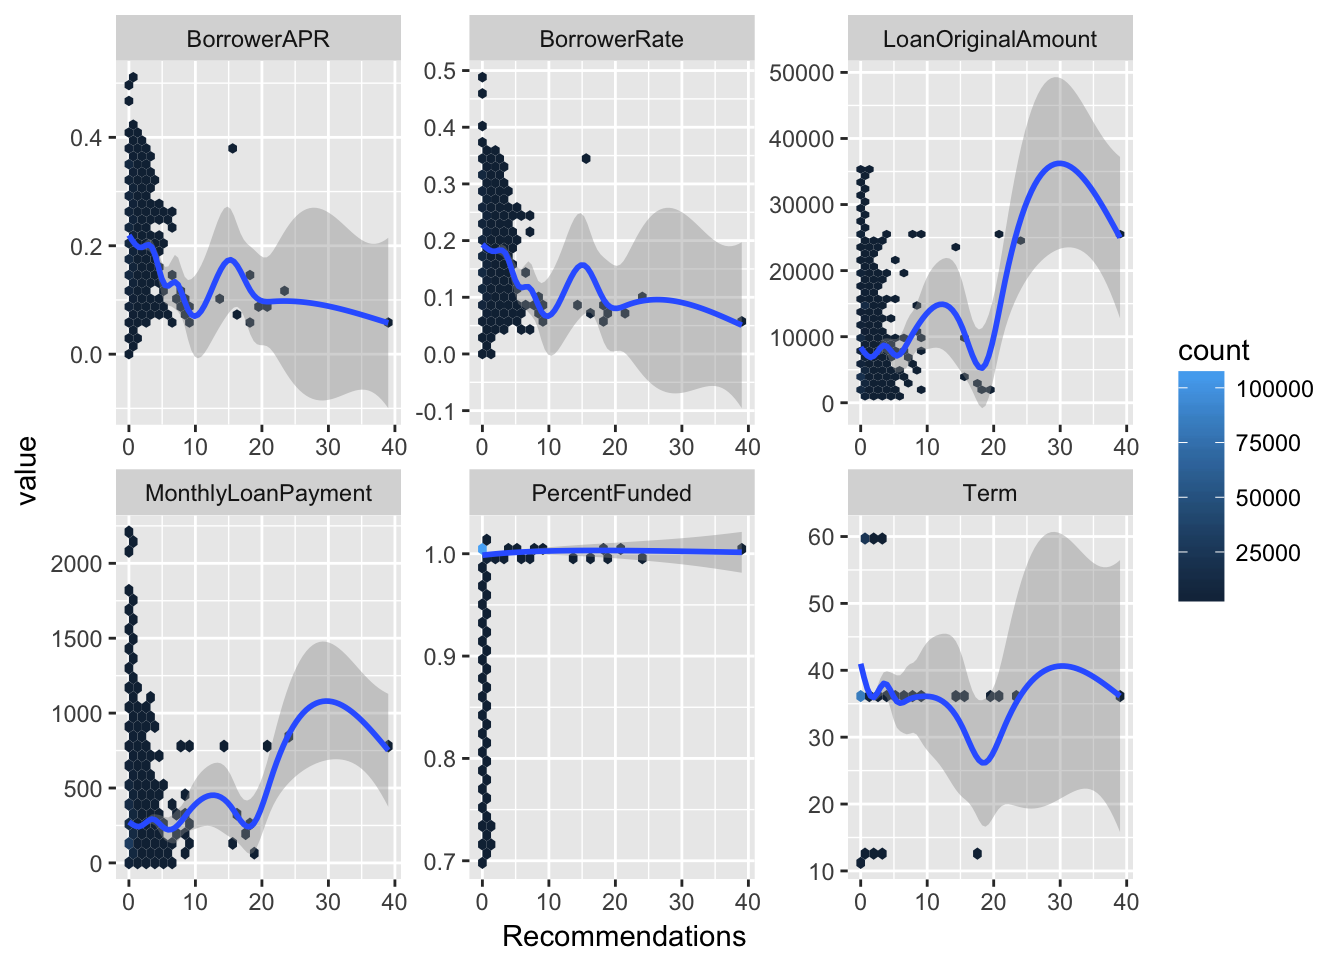 BorrowerAPR
BorrowerRate
LoanOriginalAmount
0.4
0.2
0.0
0 10 20 30 40
0.5
0.4
0.3
0.2
0.1
0.0
-0.1
0 10 20 30 40
50000
40000
30000
20000
10000
0
0 10 20 30 40
value
MonthlyLoanPayment
PercentFunded
Term
2000
1500
1000
500
0
0 10 20 30 40
1.0
0.9
0.8
0.7
0 10 20 30 40
60
50
40
30
20
10
0 10 20 30 40
Recommendations
count
100000
75000
50000
25000